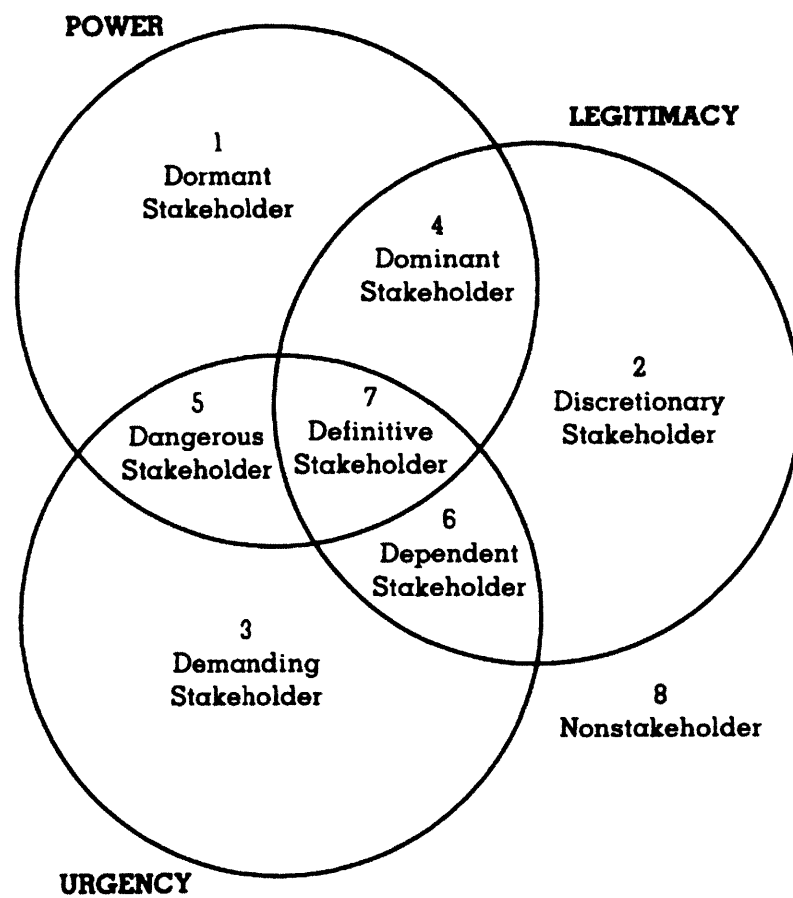 POWER
LEGITIMACY
1
Dormant
Stakeholder
4
Dominant
Stakeholder
2
Discretionary
Stakeholder
5
Dangerous
Stakeholder
7
Definitive
Stakeholder
6
Dependent
Stakeholder
3
Demanding
Stakeholder
8
Nonstakeholder
URGENCY